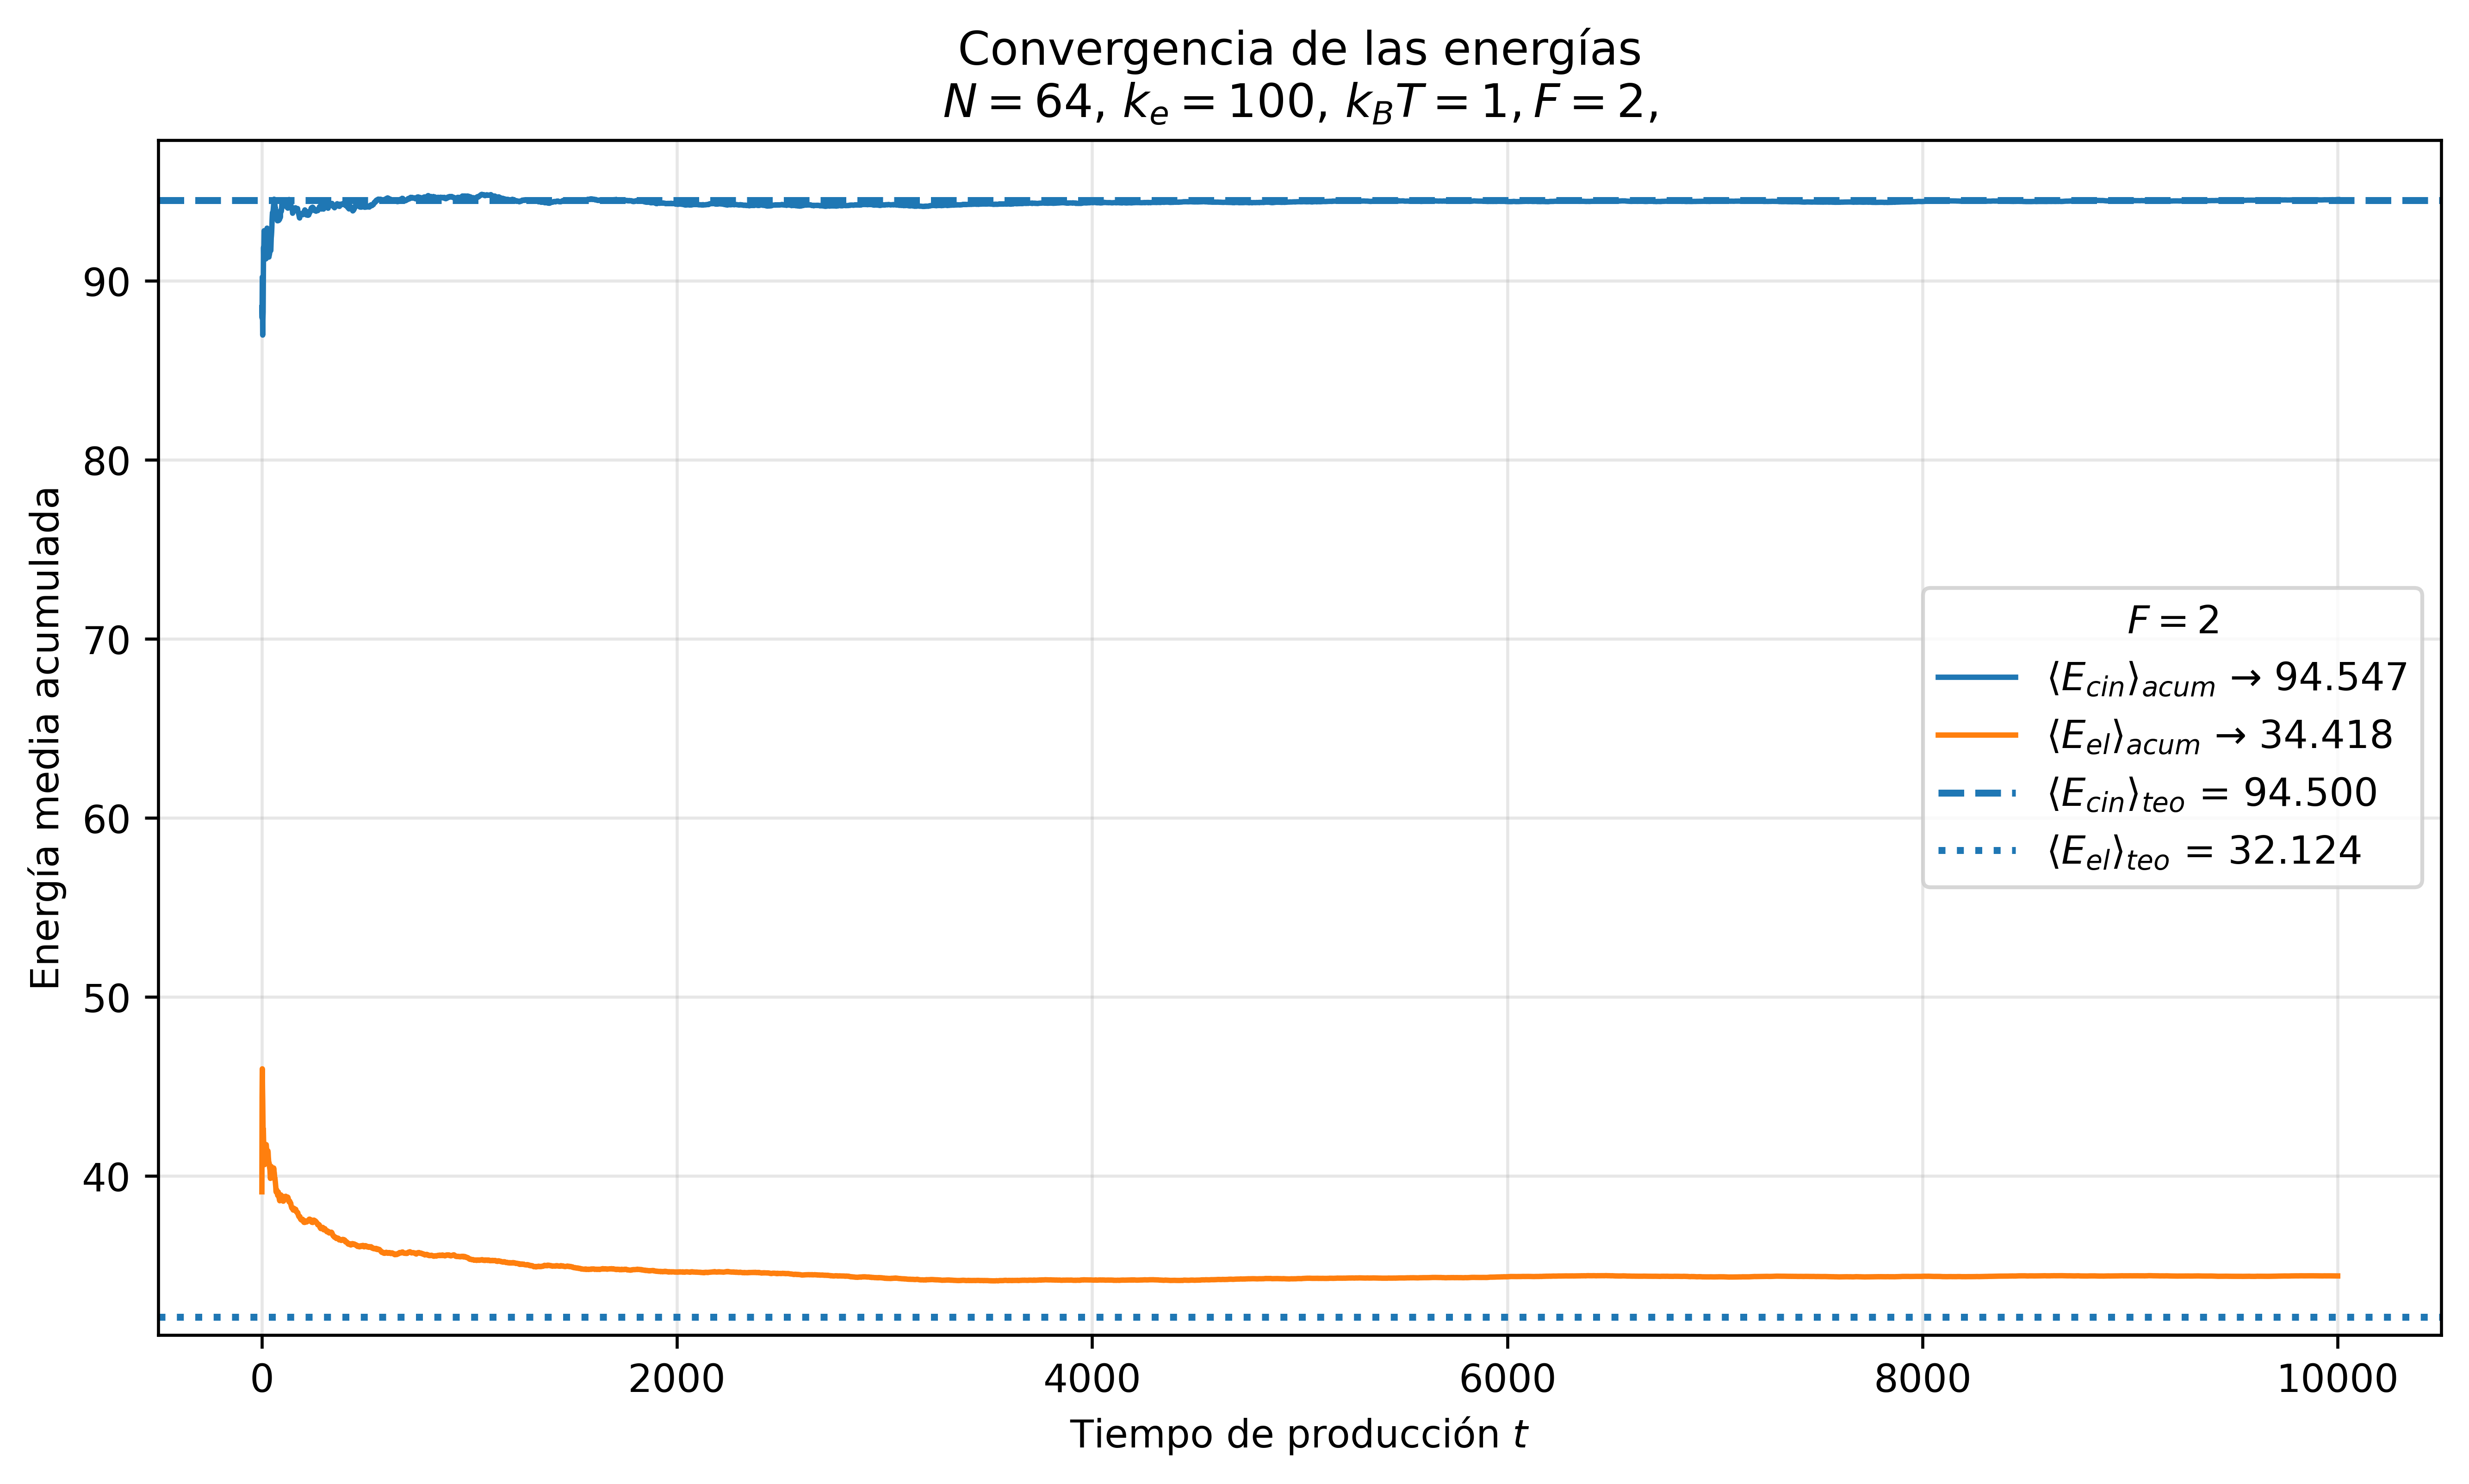 Convergencia de las energías
N = 64, kₑ = 100, k_BT = 1, F = 2,
Energía media acumulada
90
80
70
60
50
40
F = 2
⟨E_cin⟩_acum → 94.547
⟨E_el⟩_acum → 34.418
⟨E_cin⟩_teo = 94.500
⟨E_el⟩_teo = 32.124
0 2000 4000 6000 8000 10000
Tiempo de producción t